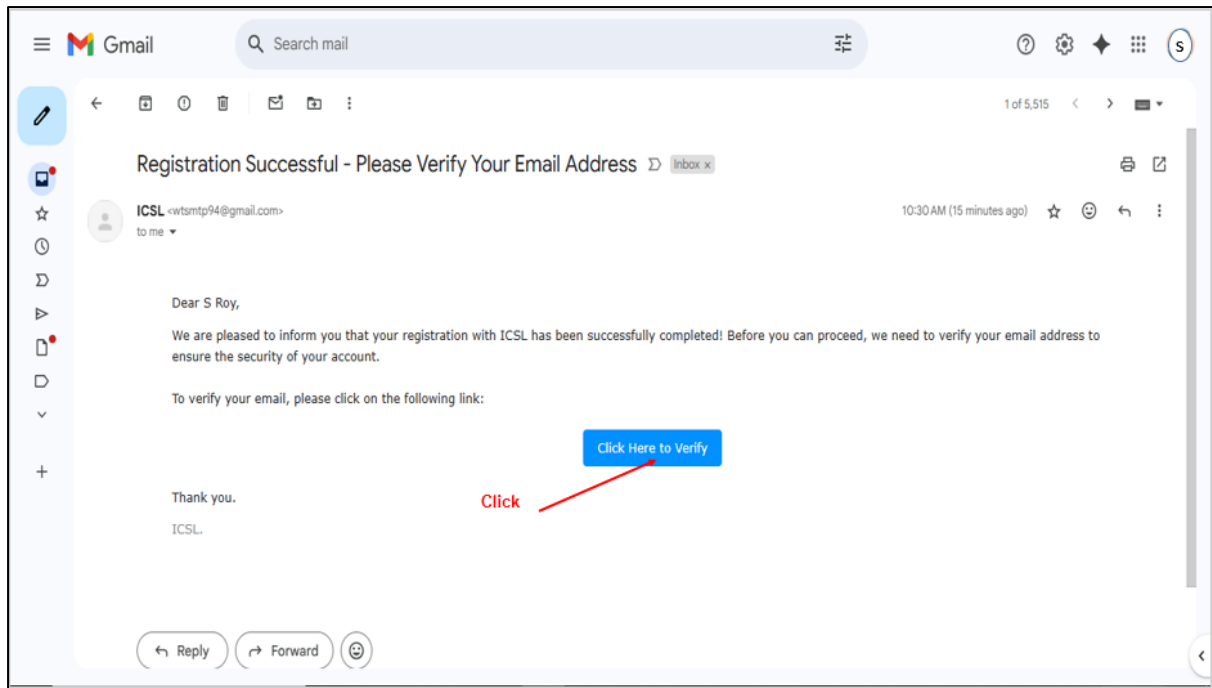 Gmail
Search mail
S
1 of 5,515
Registration Successful - Please Verify Your Email Address
Inbox x
ICSL <wtsmtp94@gmail.com>
10:30 AM (15 minutes ago)
to me
Dear S Roy,
We are pleased to inform you that your registration with ICSL has been successfully completed! Before you can proceed, we need to verify your email address to
ensure the security of your account.
To verify your email, please click on the following link:
Click Here to Verify
Click
Thank you.
ICSL.
Reply
Forward